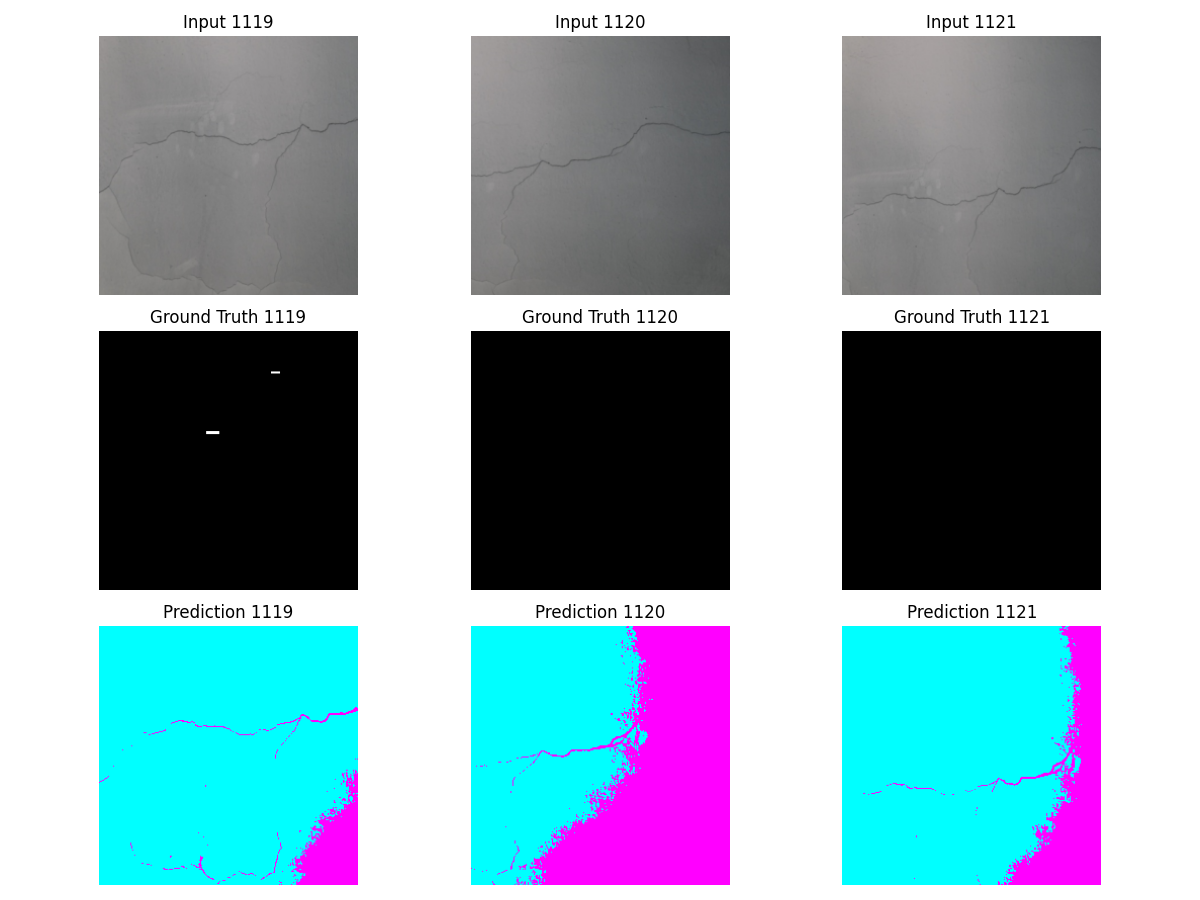 Input 1119
Input 1120
Input 1121
Ground Truth 1119
Ground Truth 1120
Ground Truth 1121
Prediction 1119
Prediction 1120
Prediction 1121